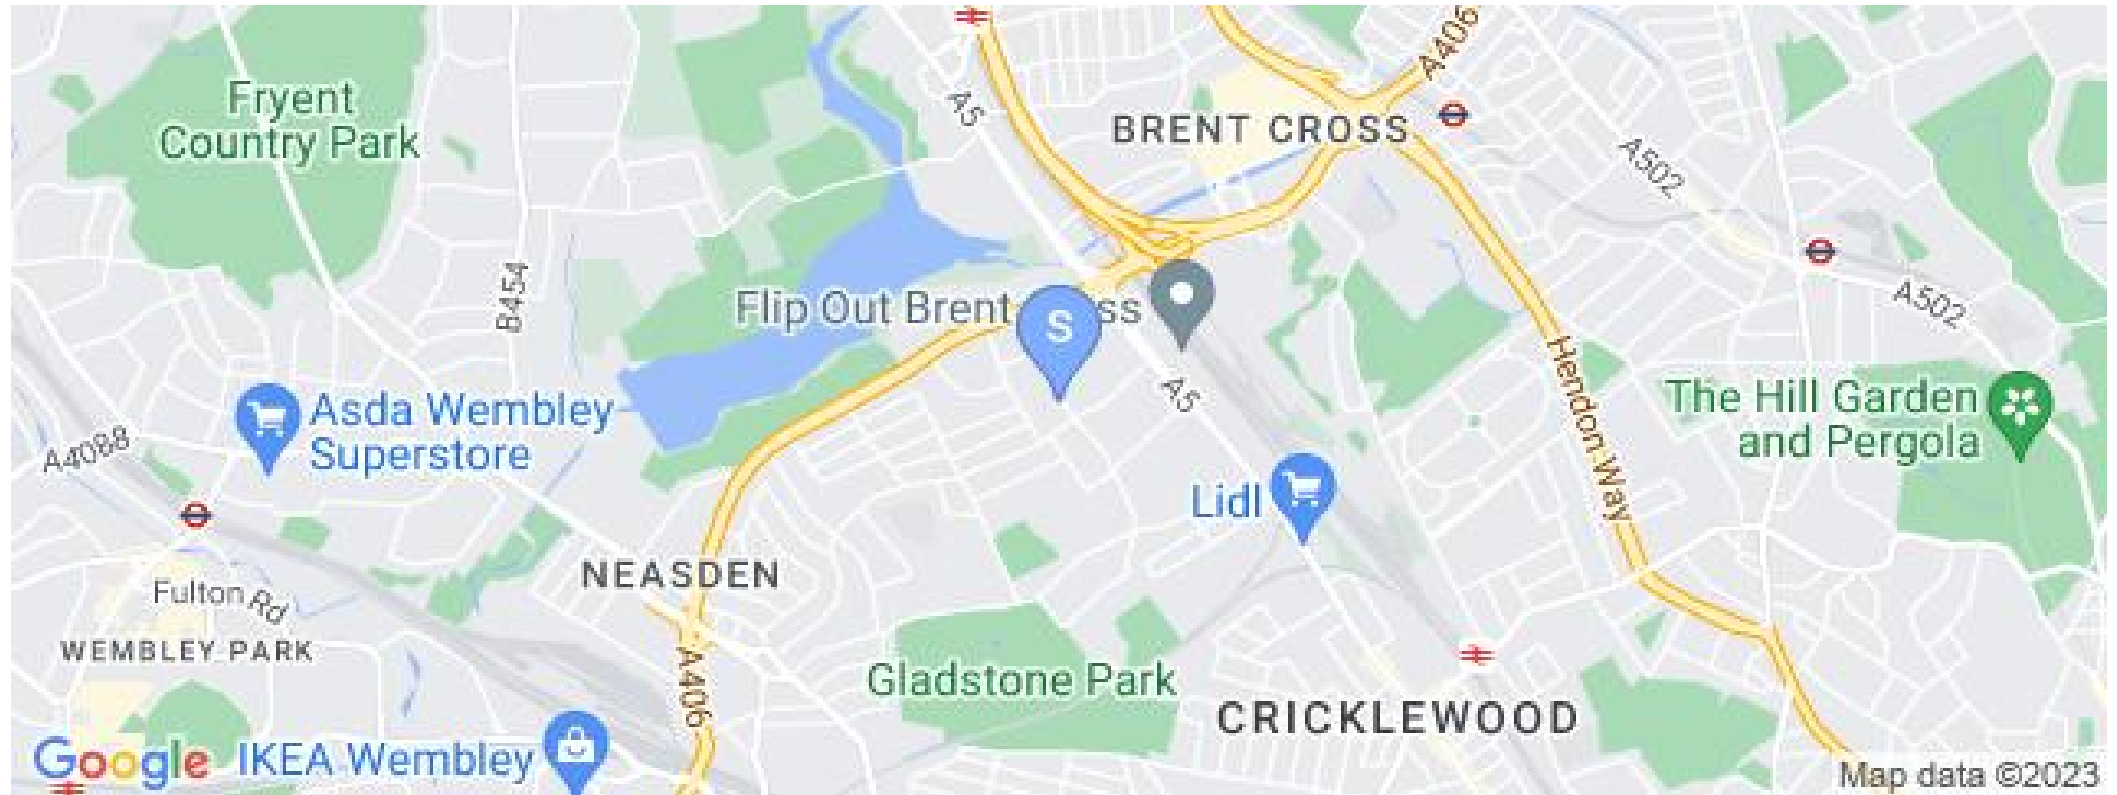 A5
A406
Fryent
Country Park
BRENT CROSS
A502
B454
Flip Out Brent
ss
S
A502
Hendon Way
A5
Asda Wembley
Superstore
The Hill Garden
and Pergola
A4088
Lidl
NEASDEN
Fulton Rd
WEMBLEY PARK
A406
Gladstone Park
CRICKLEWOOD
Google
IKEA Wembley
Map data ©2023